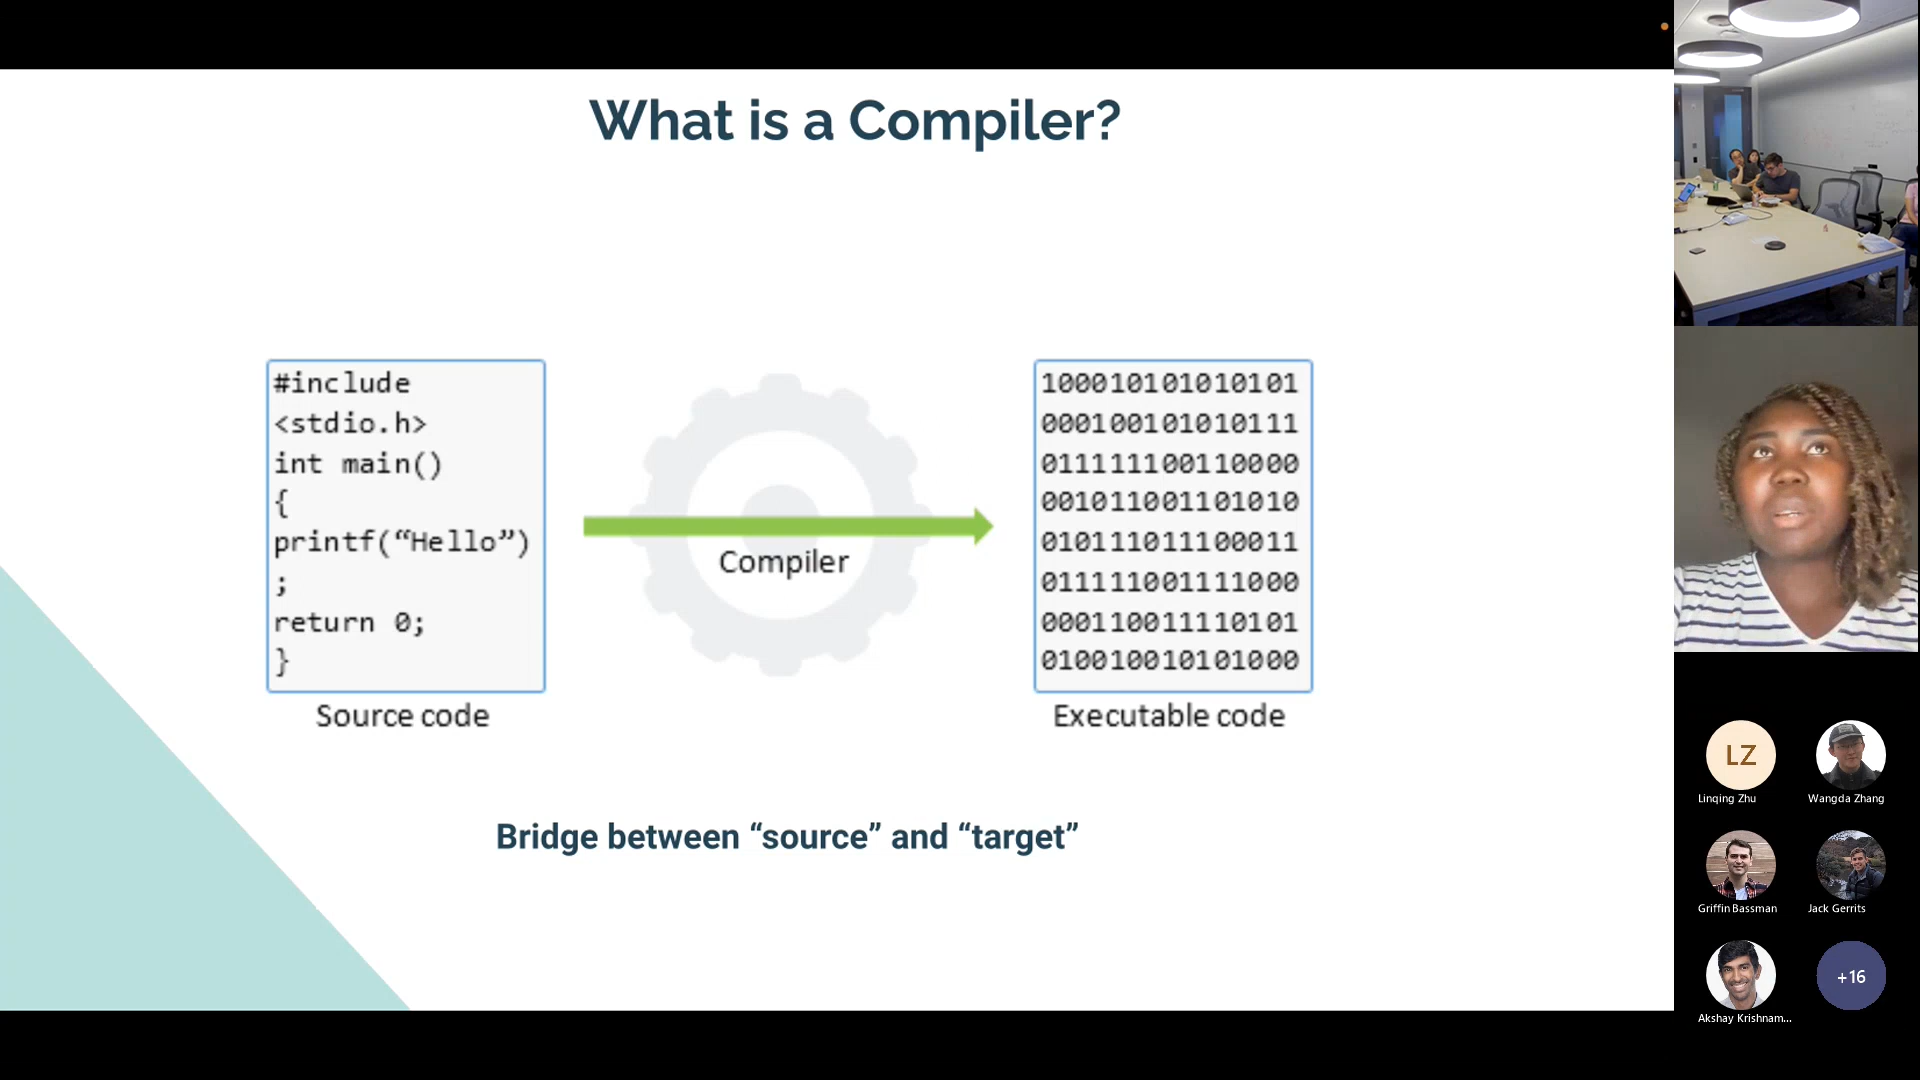 What is a Compiler?
#include
<stdio.h>
int main()
{
printf(“Hello”)
;
return 0;
}
Source code
Compiler
100010101010101
000100101010111
011111100110000
001011001101010
010111011100011
011111001111000
000110011110101
010010010101000
Executable code
Bridge between “source” and “target”
LZ
Linqing Zhu
Wangda Zhang
Griffin Bassman
Jack Gerrits
Akshay Krishnam...
+16